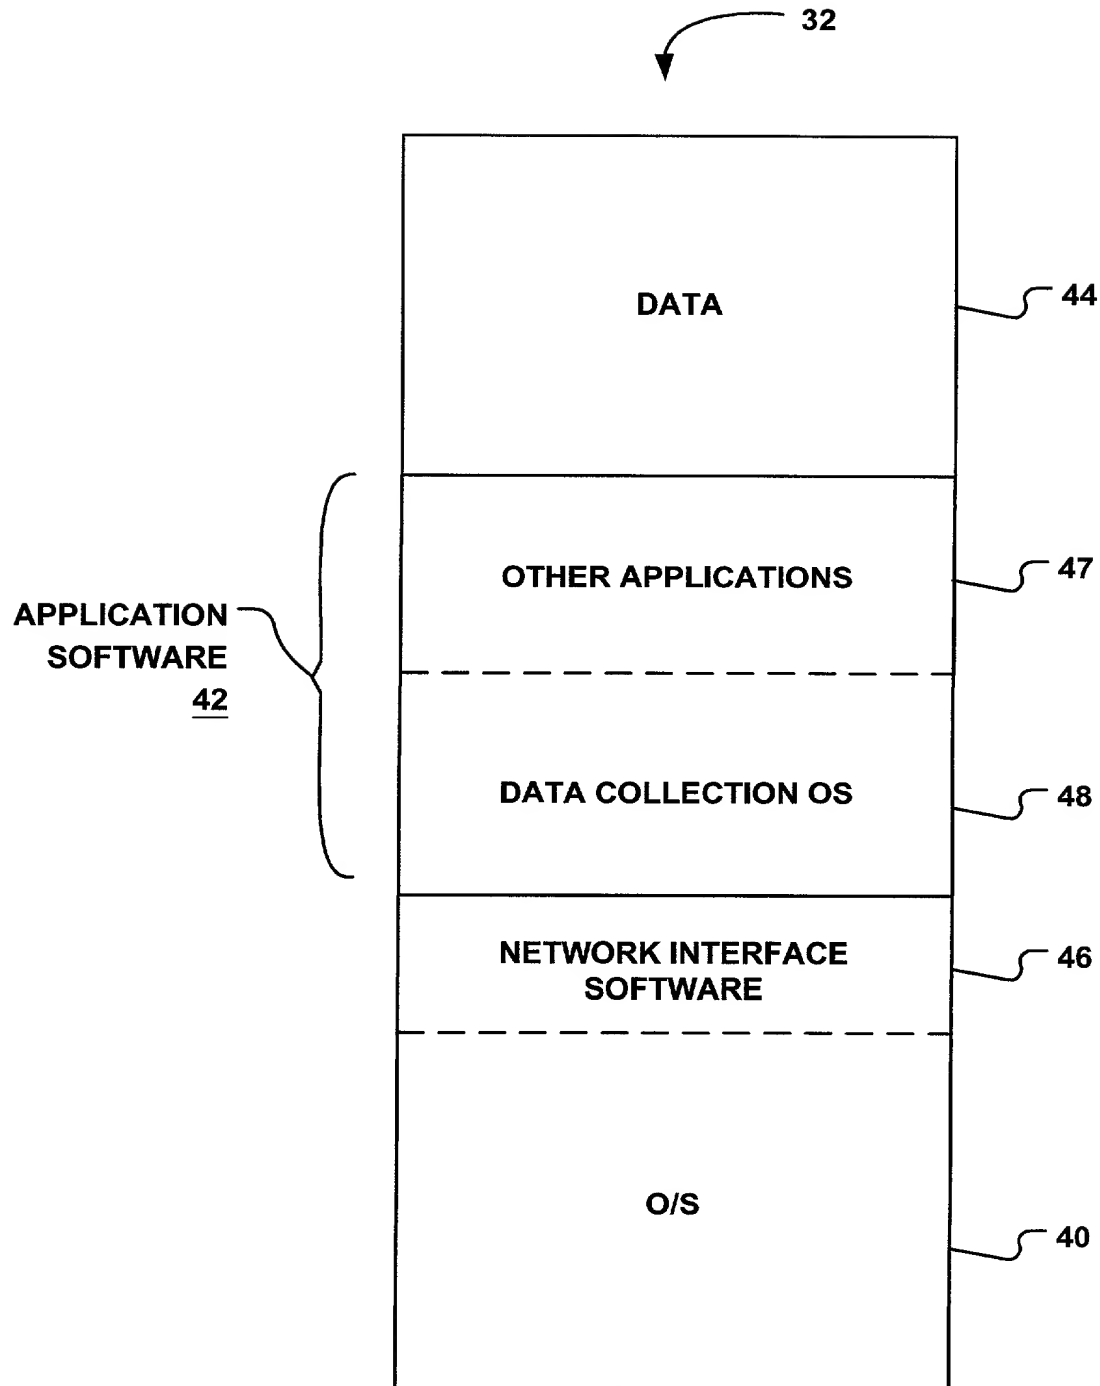 32
DATA
44
OTHER APPLICATIONS
47
APPLICATION
SOFTWARE
42
DATA COLLECTION OS
48
NETWORK INTERFACE
SOFTWARE
46
O/S
40